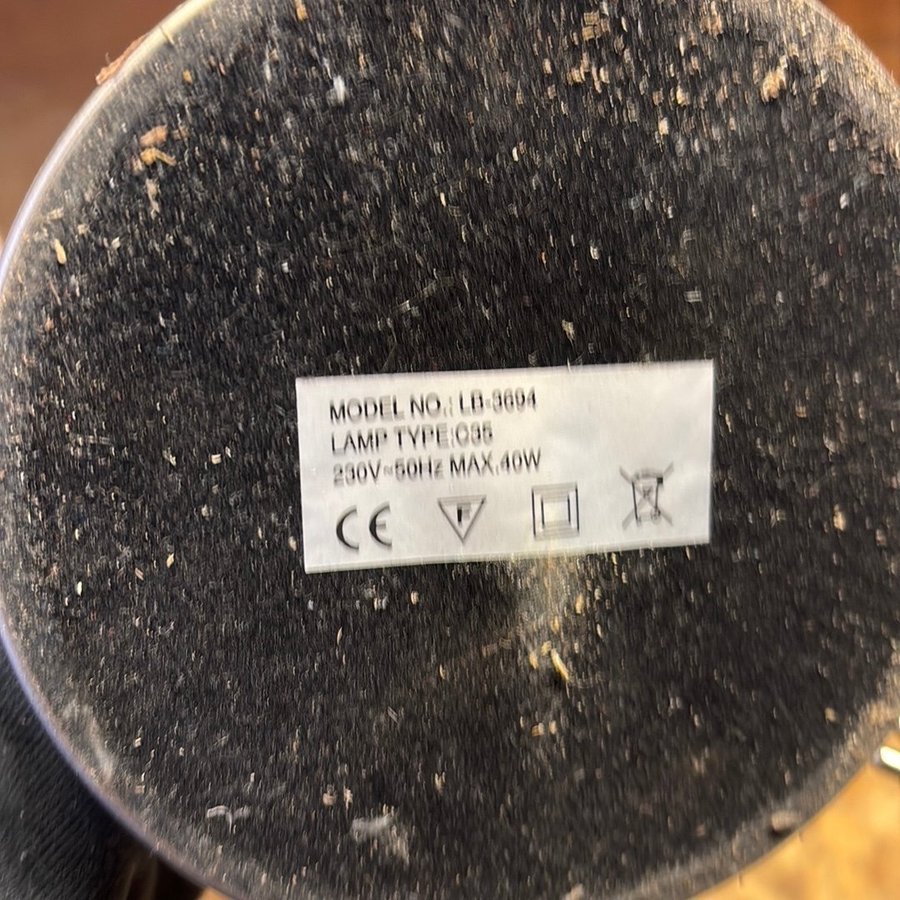 MODEL NO.: LB-3694
LAMP TYPE:C35
230V~50Hz MAX.40W
CE
F